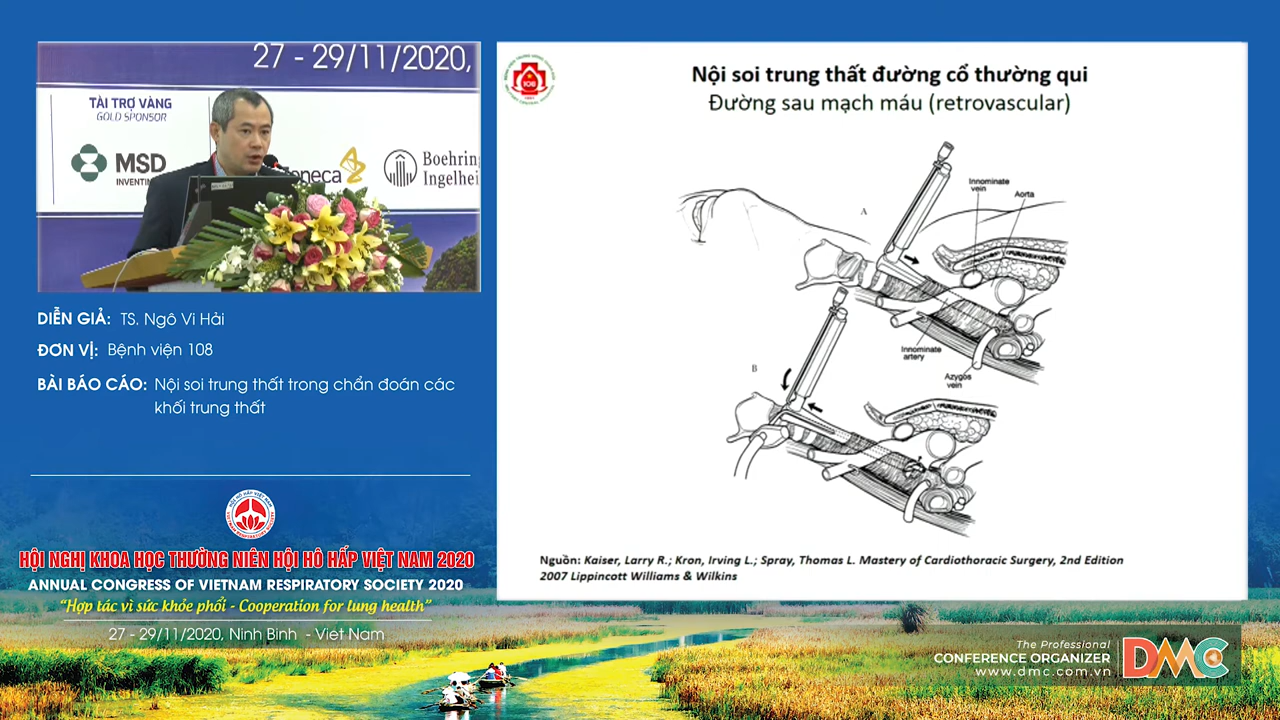 27 - 29/11/2020,
TÀI TRỢ VÀNG
GOLD SPONSOR
MSD
INVENTIN
neca
Boehring
Ingelhei
DIỄN GIẢ: TS. Ngô Vi Hải
ĐƠN VỊ: Bệnh viện 108
BÀI BÁO CÁO: Nội soi trung thất trong chẩn đoán các
khối trung thất
HỘI NGHỊ KHOA HỌC THƯỜNG NIÊN HỘI HÔ HẤP VIỆT NAM 2020
ANNUAL CONGRESS OF VIETNAM RESPIRATORY SOCIETY 2020
“Hợp tác vì sức khỏe phổi - Cooperation for lung health”
27 - 29/11/2020, Ninh Binh - Viet Nam
108
Nội soi trung thất đường cổ thường qui
Đường sau mạch máu (retrovascular)
A
Innominate
vein
Aorta
Innominate
artery
Azygos
vein
B
Nguồn: Kaiser, Larry R.; Kron, Irving L.; Spray, Thomas L. Mastery of Cardiothoracic Surgery, 2nd Edition
2007 Lippincott Williams & Wilkins
The Professional
CONFERENCE ORGANIZER
www.dmc.com.vn
DMC